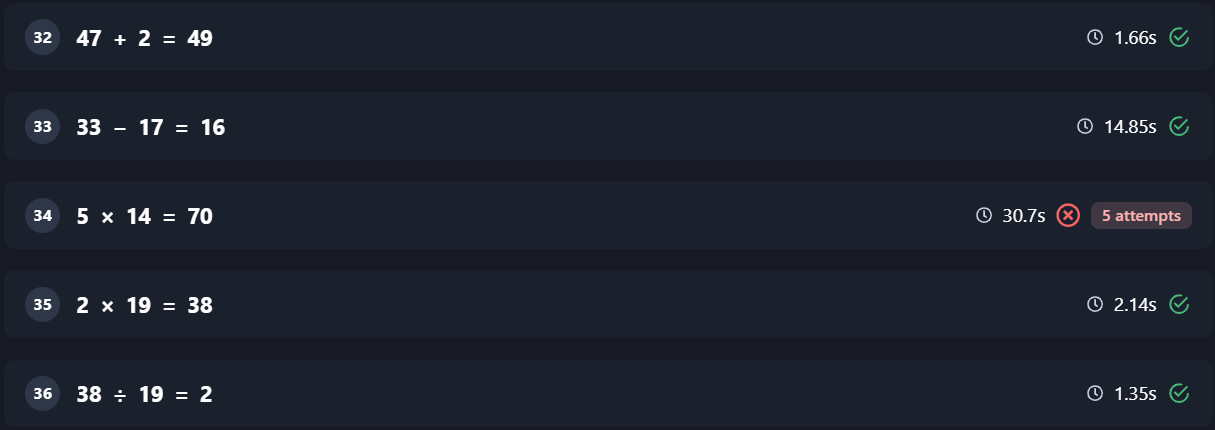 32 47 + 2 = 49 1.66s
33 33 − 17 = 16 14.85s
34 5 × 14 = 70 30.7s 5 attempts
35 2 × 19 = 38 2.14s
36 38 ÷ 19 = 2 1.35s